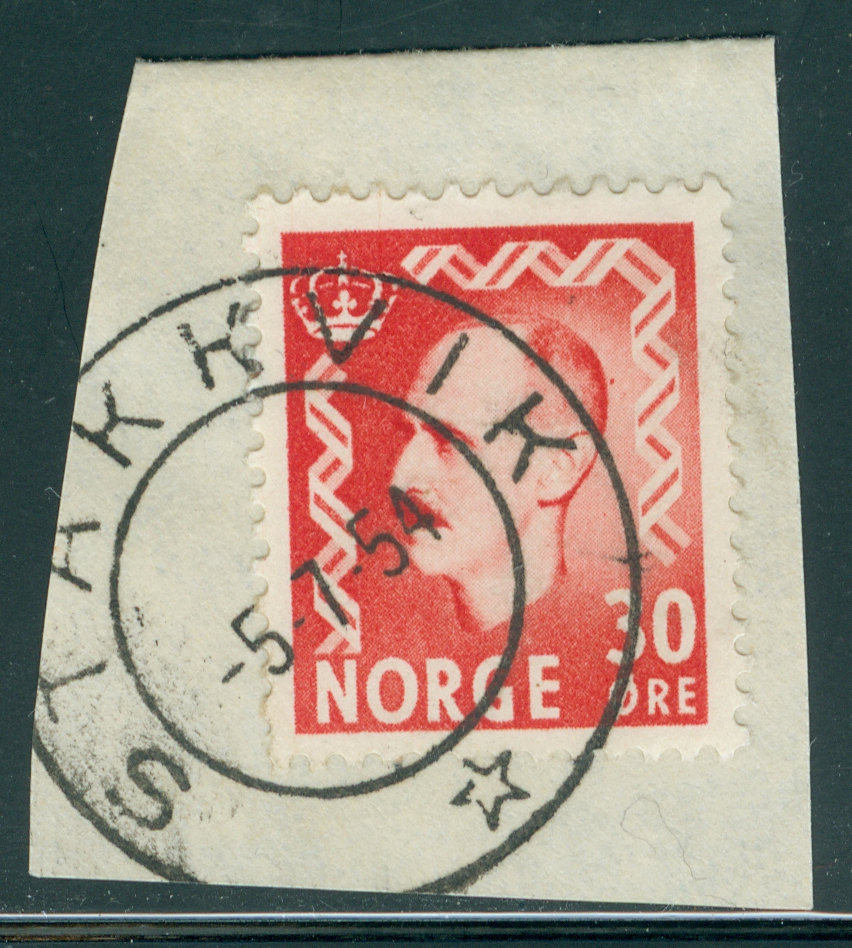 STAKKVIK
-5-7-54
30
NORGE ØRE